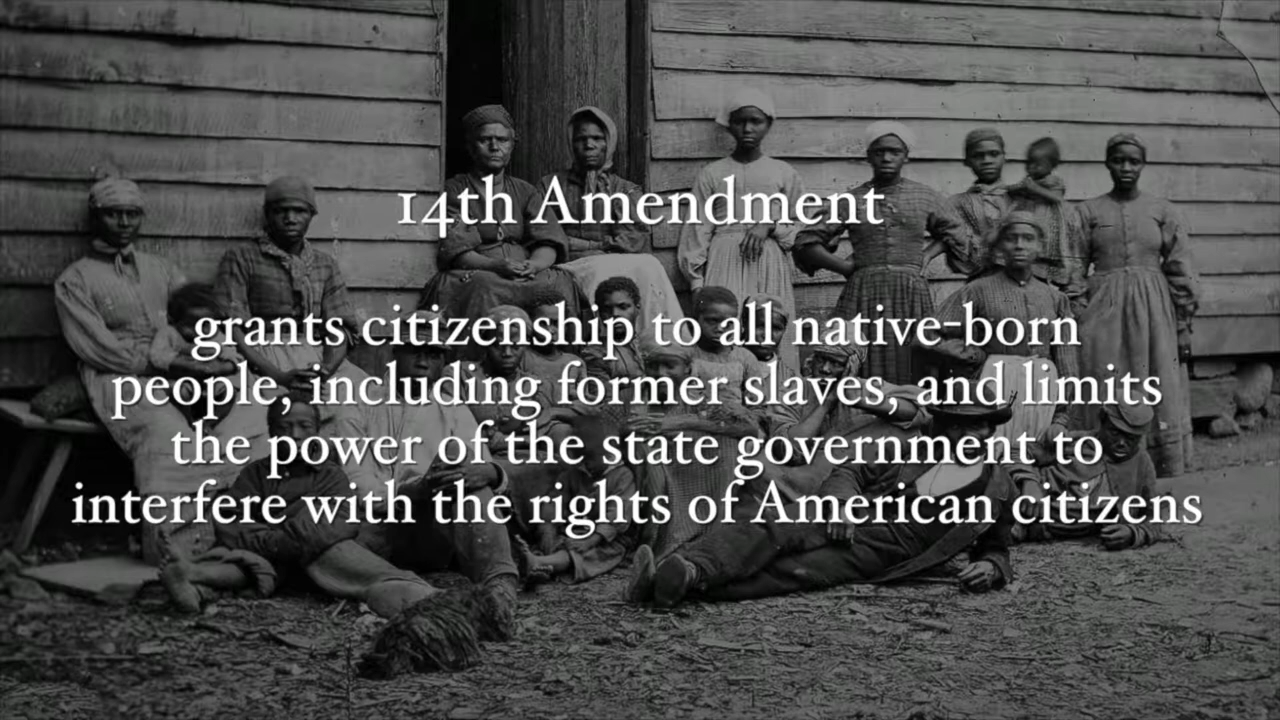 14th Amendment
grants citizenship to all native-born
people, including former slaves, and limits
the power of the state government to
interfere with the rights of American citizens